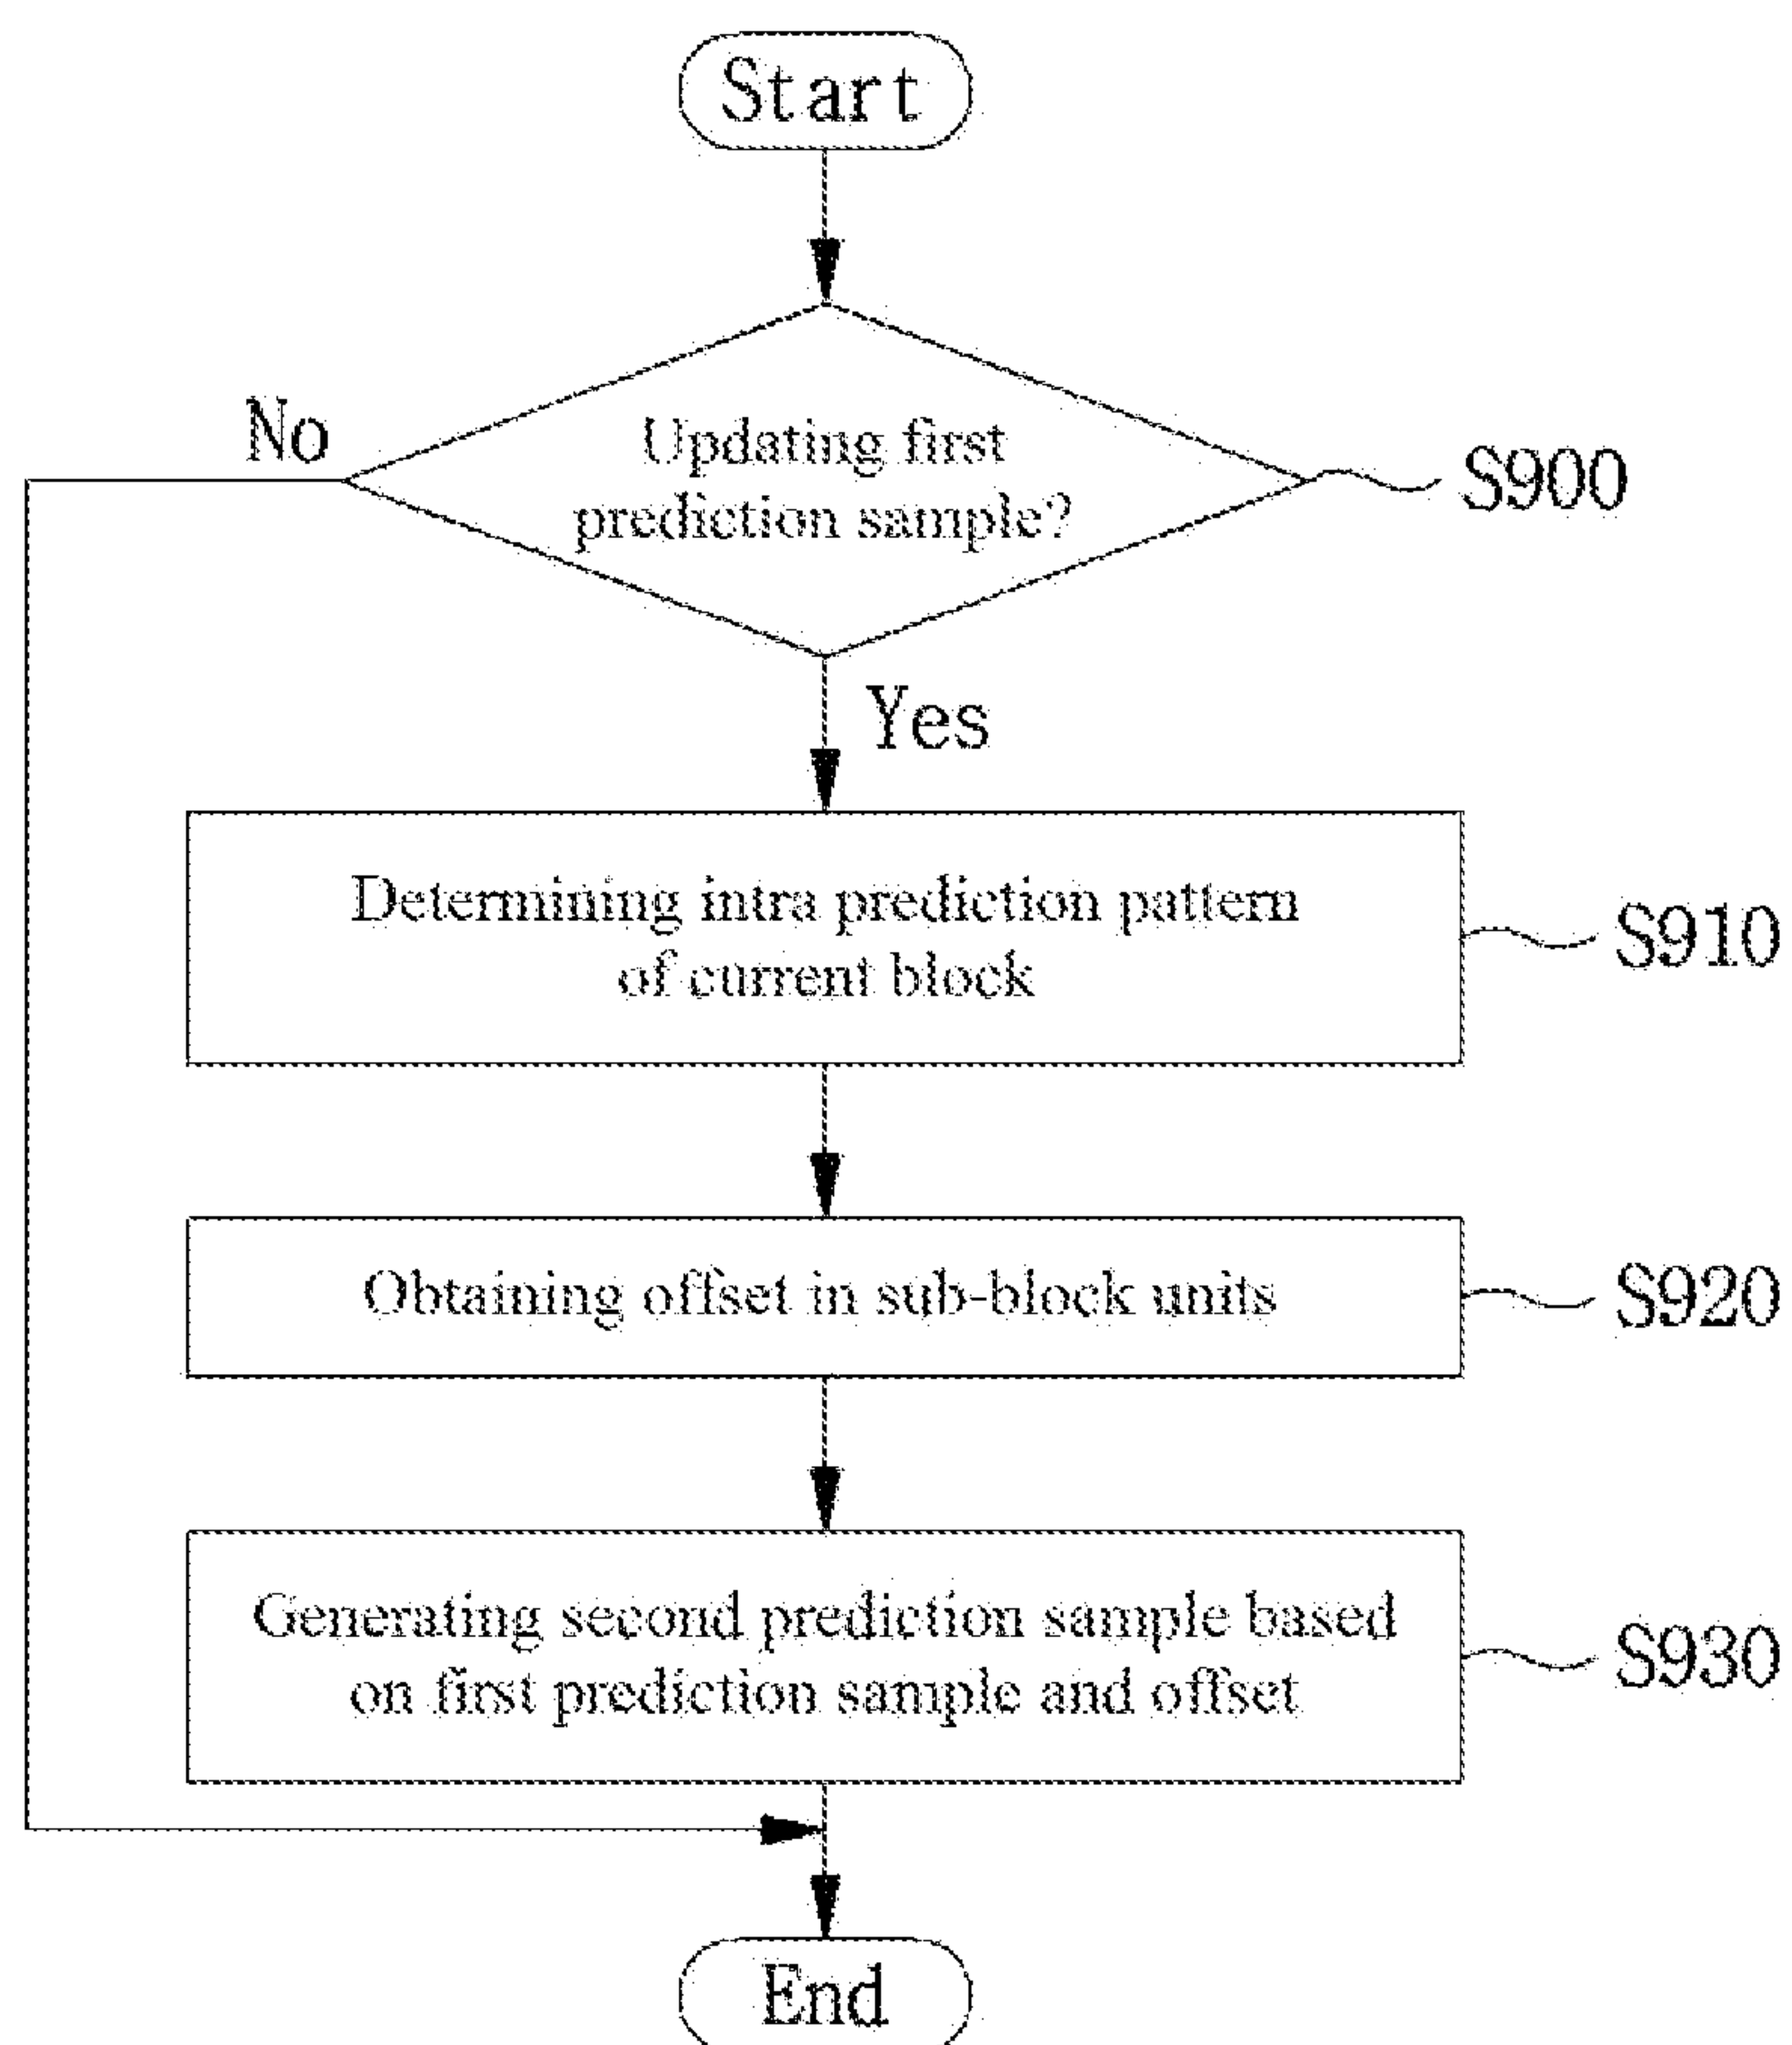 Start
No
Updating first
prediction sample?
S900
Yes
Determining intra prediction pattern
of current block
S910
Obtaining offset in sub-block units
S920
Generating second prediction sample based
on first prediction sample and offset
S930
End